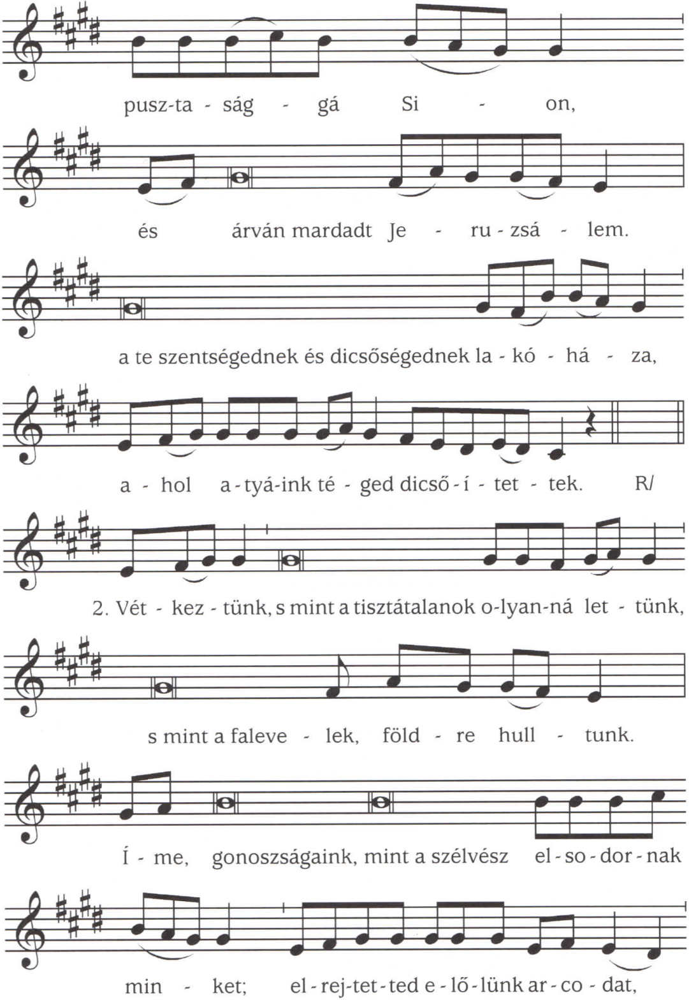 pusz-ta - ság - gá Si - on,
és árván mardadt Je - ru - zsá - lem.
a te szentségednek és dicsőségednek la - kó - há - za,
a - hol a - tyá-ink té - ged dicső - í - tet - tek. R/
2. Vét - kez - tünk, s mint a tisztátalanok o-lyan-ná let - tünk,
s mint a faleve - lek, föld - re hull - tunk.
Í - me, gonoszságaink, mint a szélvész el - so - dor - nak
min - ket; el - rej-tet - ted e - lő - lünk ar - co - dat,